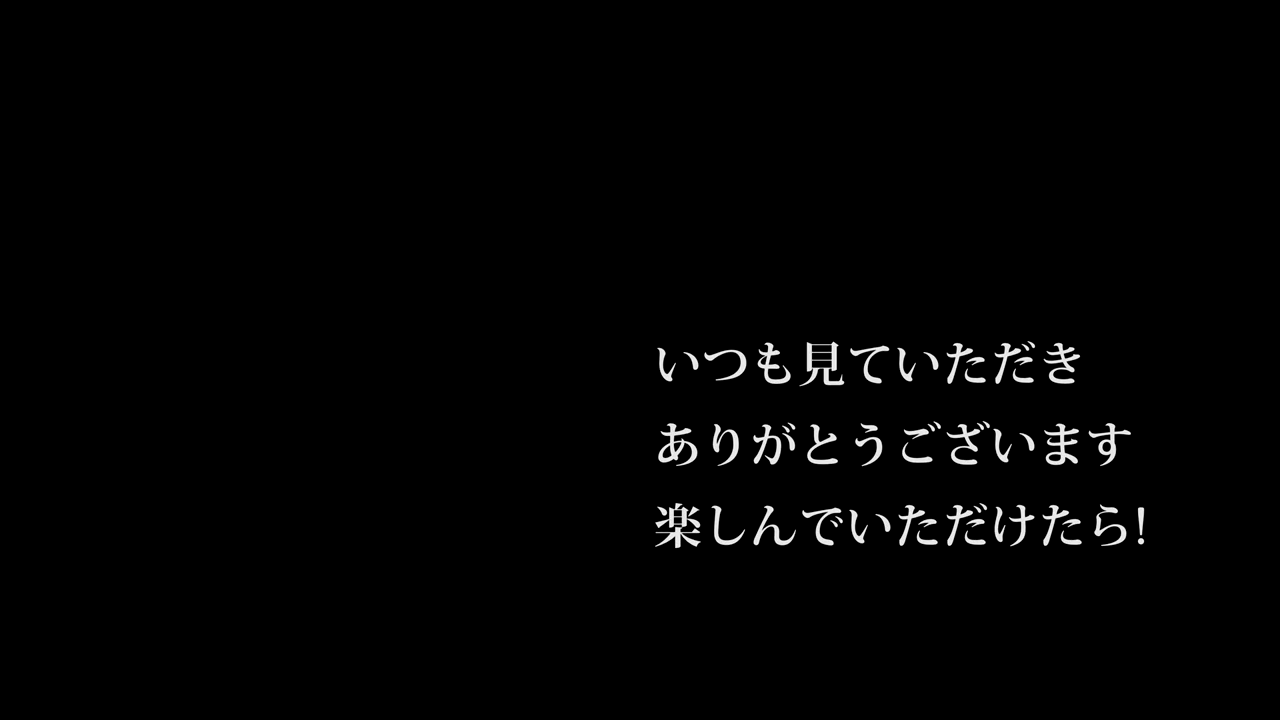 いつも見ていただき
ありがとうございます
楽しんでいただけたら!